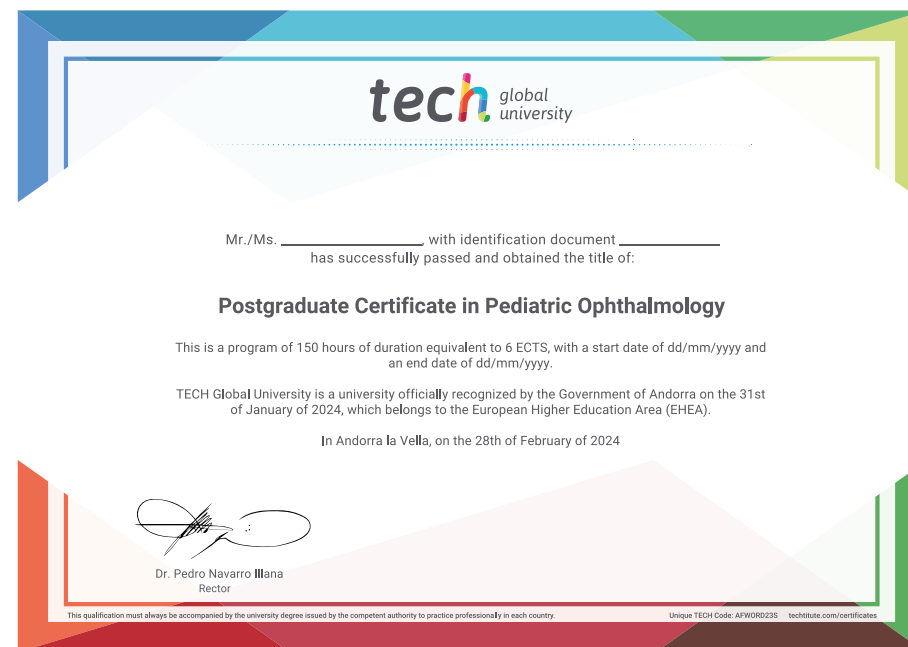 tech global university
Mr./Ms. ____________, with identification document ____________
has successfully passed and obtained the title of:
Postgraduate Certificate in Pediatric Ophthalmology
This is a program of 150 hours of duration equivalent to 6 ECTS, with a start date of dd/mm/yyyy and
an end date of dd/mm/yyyy.
TECH Global University is a university officially recognized by the Government of Andorra on the 31st
of January of 2024, which belongs to the European Higher Education Area (EHEA).
In Andorra la Vella, on the 28th of February of 2024
Dr. Pedro Navarro Illana
Rector
This qualification must always be accompanied by the university degree issued by the competent authority to practice professionally in each country.
Unique TECH Code: AFWORD23S techtitute.com/certificates